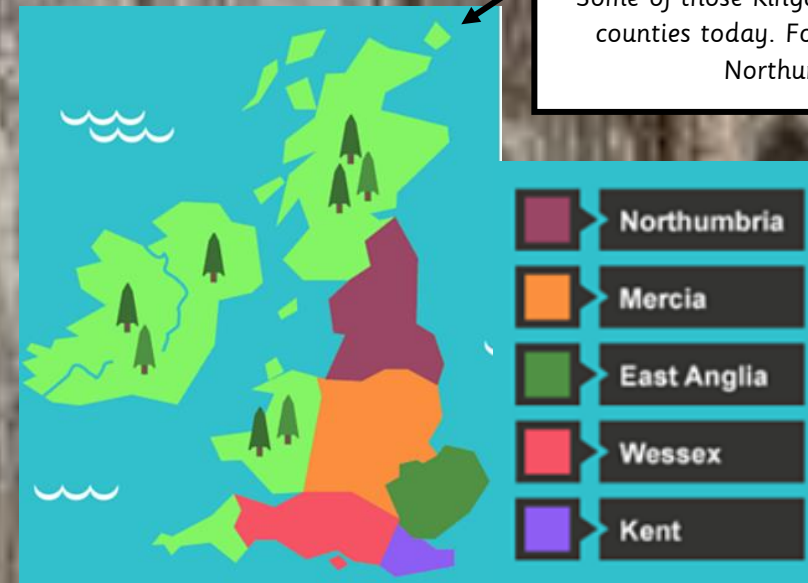 Some of those Kingd
counties today. Fo
Northu
Northumbria
Mercia
East Anglia
Wessex
Kent